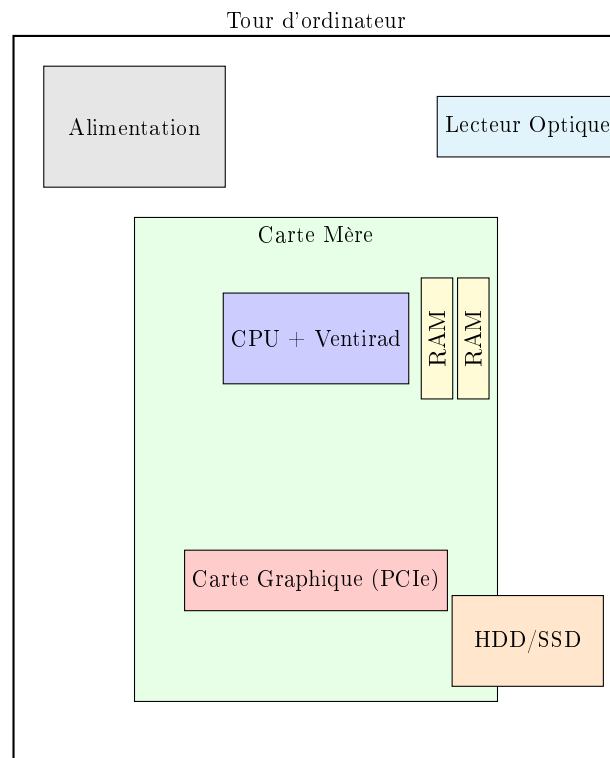 Tour d'ordinateur
Alimentation
Lecteur Optique
Carte Mère
CPU + Ventirad
RAM
RAM
Carte Graphique (PCIe)
HDD/SSD